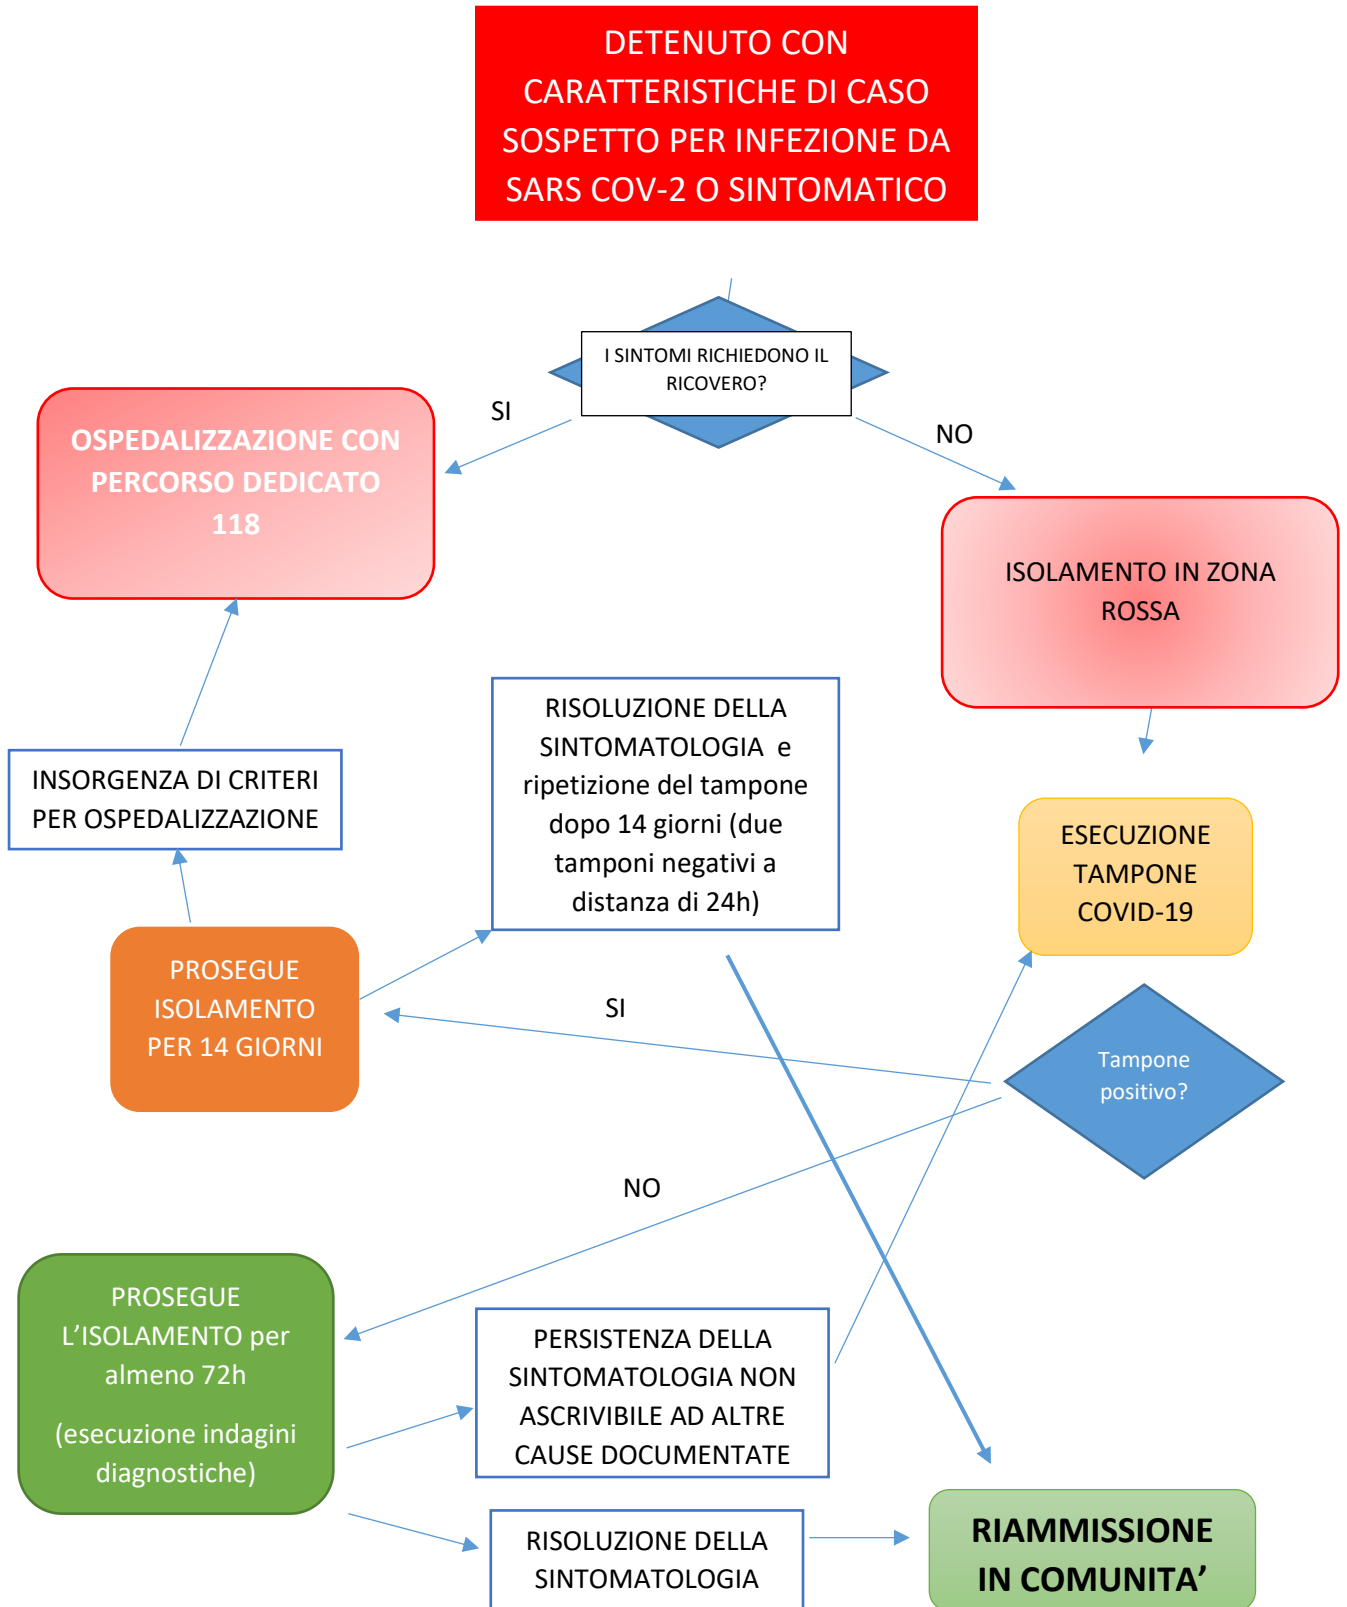 DETENUTO CON
CARATTERISTICHE DI CASO
SOSPETTO PER INFEZIONE DA
SARS COV-2 O SINTOMATICO
I SINTOMI RICHIEDONO IL
RICOVERO?
SI
NO
OSPEDALIZZAZIONE CON
PERCORSO DEDICATO
118
ISOLAMENTO IN ZONA
ROSSA
RISOLUZIONE DELLA
SINTOMATOLOGIA e
ripetizione del tampone
dopo 14 giorni (due
tamponi negativi a
distanza di 24h)
INSORGENZA DI CRITERI
PER OSPEDALIZZAZIONE
ESECUZIONE
TAMPONE
COVID-19
PROSEGUE
ISOLAMENTO
PER 14 GIORNI
SI
Tampone
positivo?
NO
PROSEGUE
L’ISOLAMENTO per
almeno 72h
(esecuzione indagini
diagnostiche)
PERSISTENZA DELLA
SINTOMATOLOGIA NON
ASCRIVIBILE AD ALTRE
CAUSE DOCUMENTATE
RISOLUZIONE DELLA
SINTOMATOLOGIA
RIAMMISSIONE
IN COMUNITA’